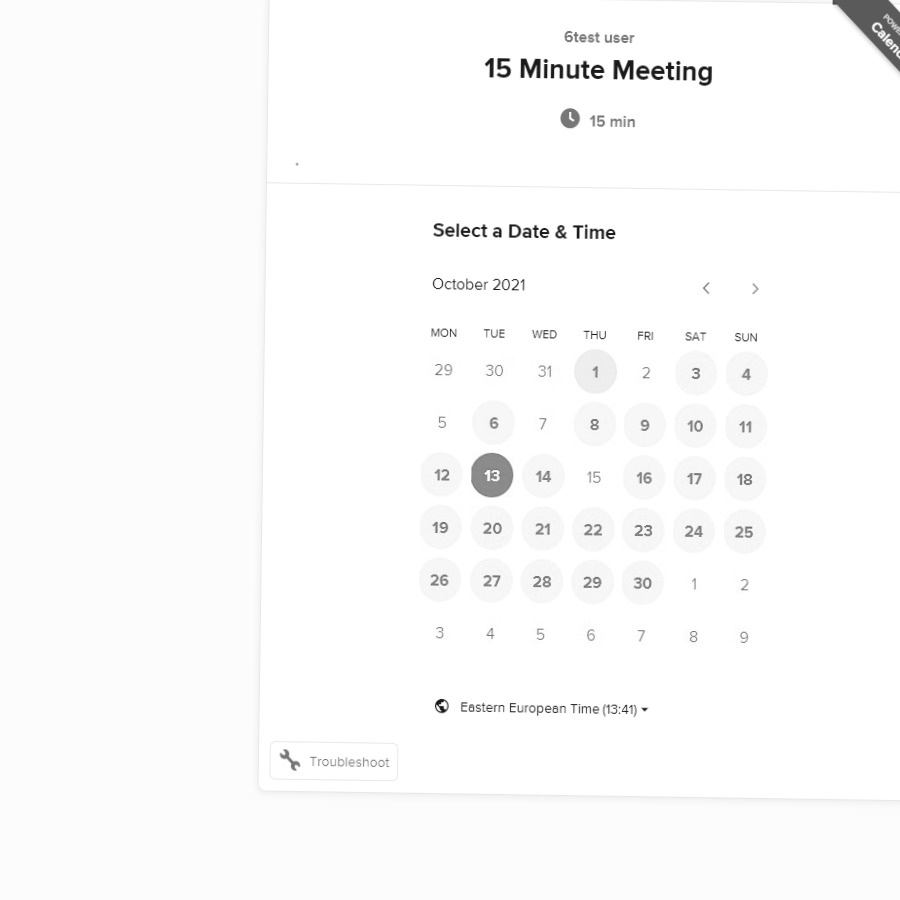 6test user
15 Minute Meeting
15 min
Select a Date & Time
October 2021
MON TUE WED THU FRI SAT SUN
29 30 31 1 2 3 4
5 6 7 8 9 10 11
12 13 14 15 16 17 18
19 20 21 22 23 24 25
26 27 28 29 30 1 2
3 4 5 6 7 8 9
Eastern European Time (13:41)
Troubleshoot